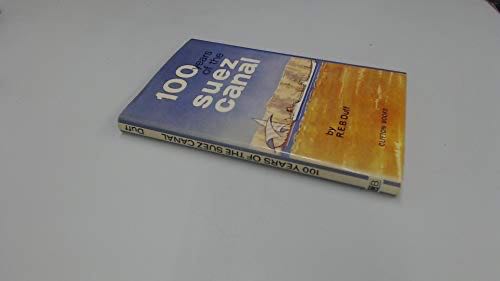 100 years
of the
suez
canal
by
R.E.B. Duff
CLIFTON BOOKS
Duff 100 YEARS OF THE SUEZ CANAL